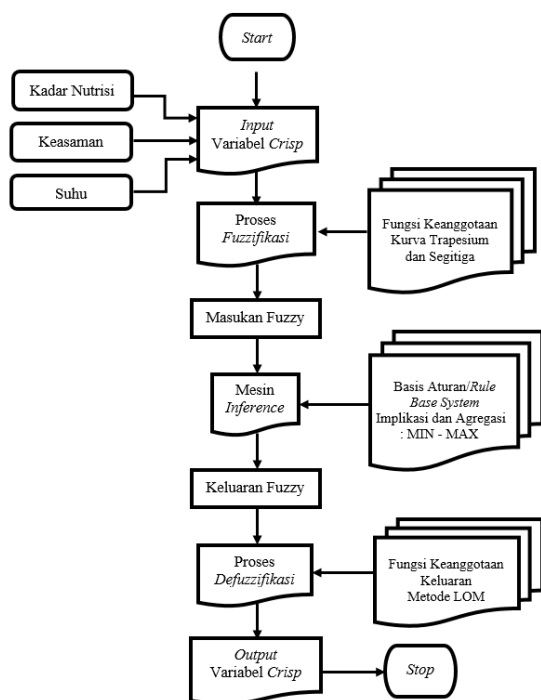 Start
Kadar Nutrisi
Keasaman
Suhu
Input
Variabel Crisp
Proses
Fuzzifikasi
Fungsi Keanggotaan
Kurva Trapesium
dan Segitiga
Masukan Fuzzy
Mesin
Inference
Basis Aturan/Rule
Base System
Implikasi dan Agregasi
: MIN - MAX
Keluaran Fuzzy
Proses
Defuzzifikasi
Fungsi Keanggotaan
Keluaran
Metode LOM
Output
Variabel Crisp
Stop